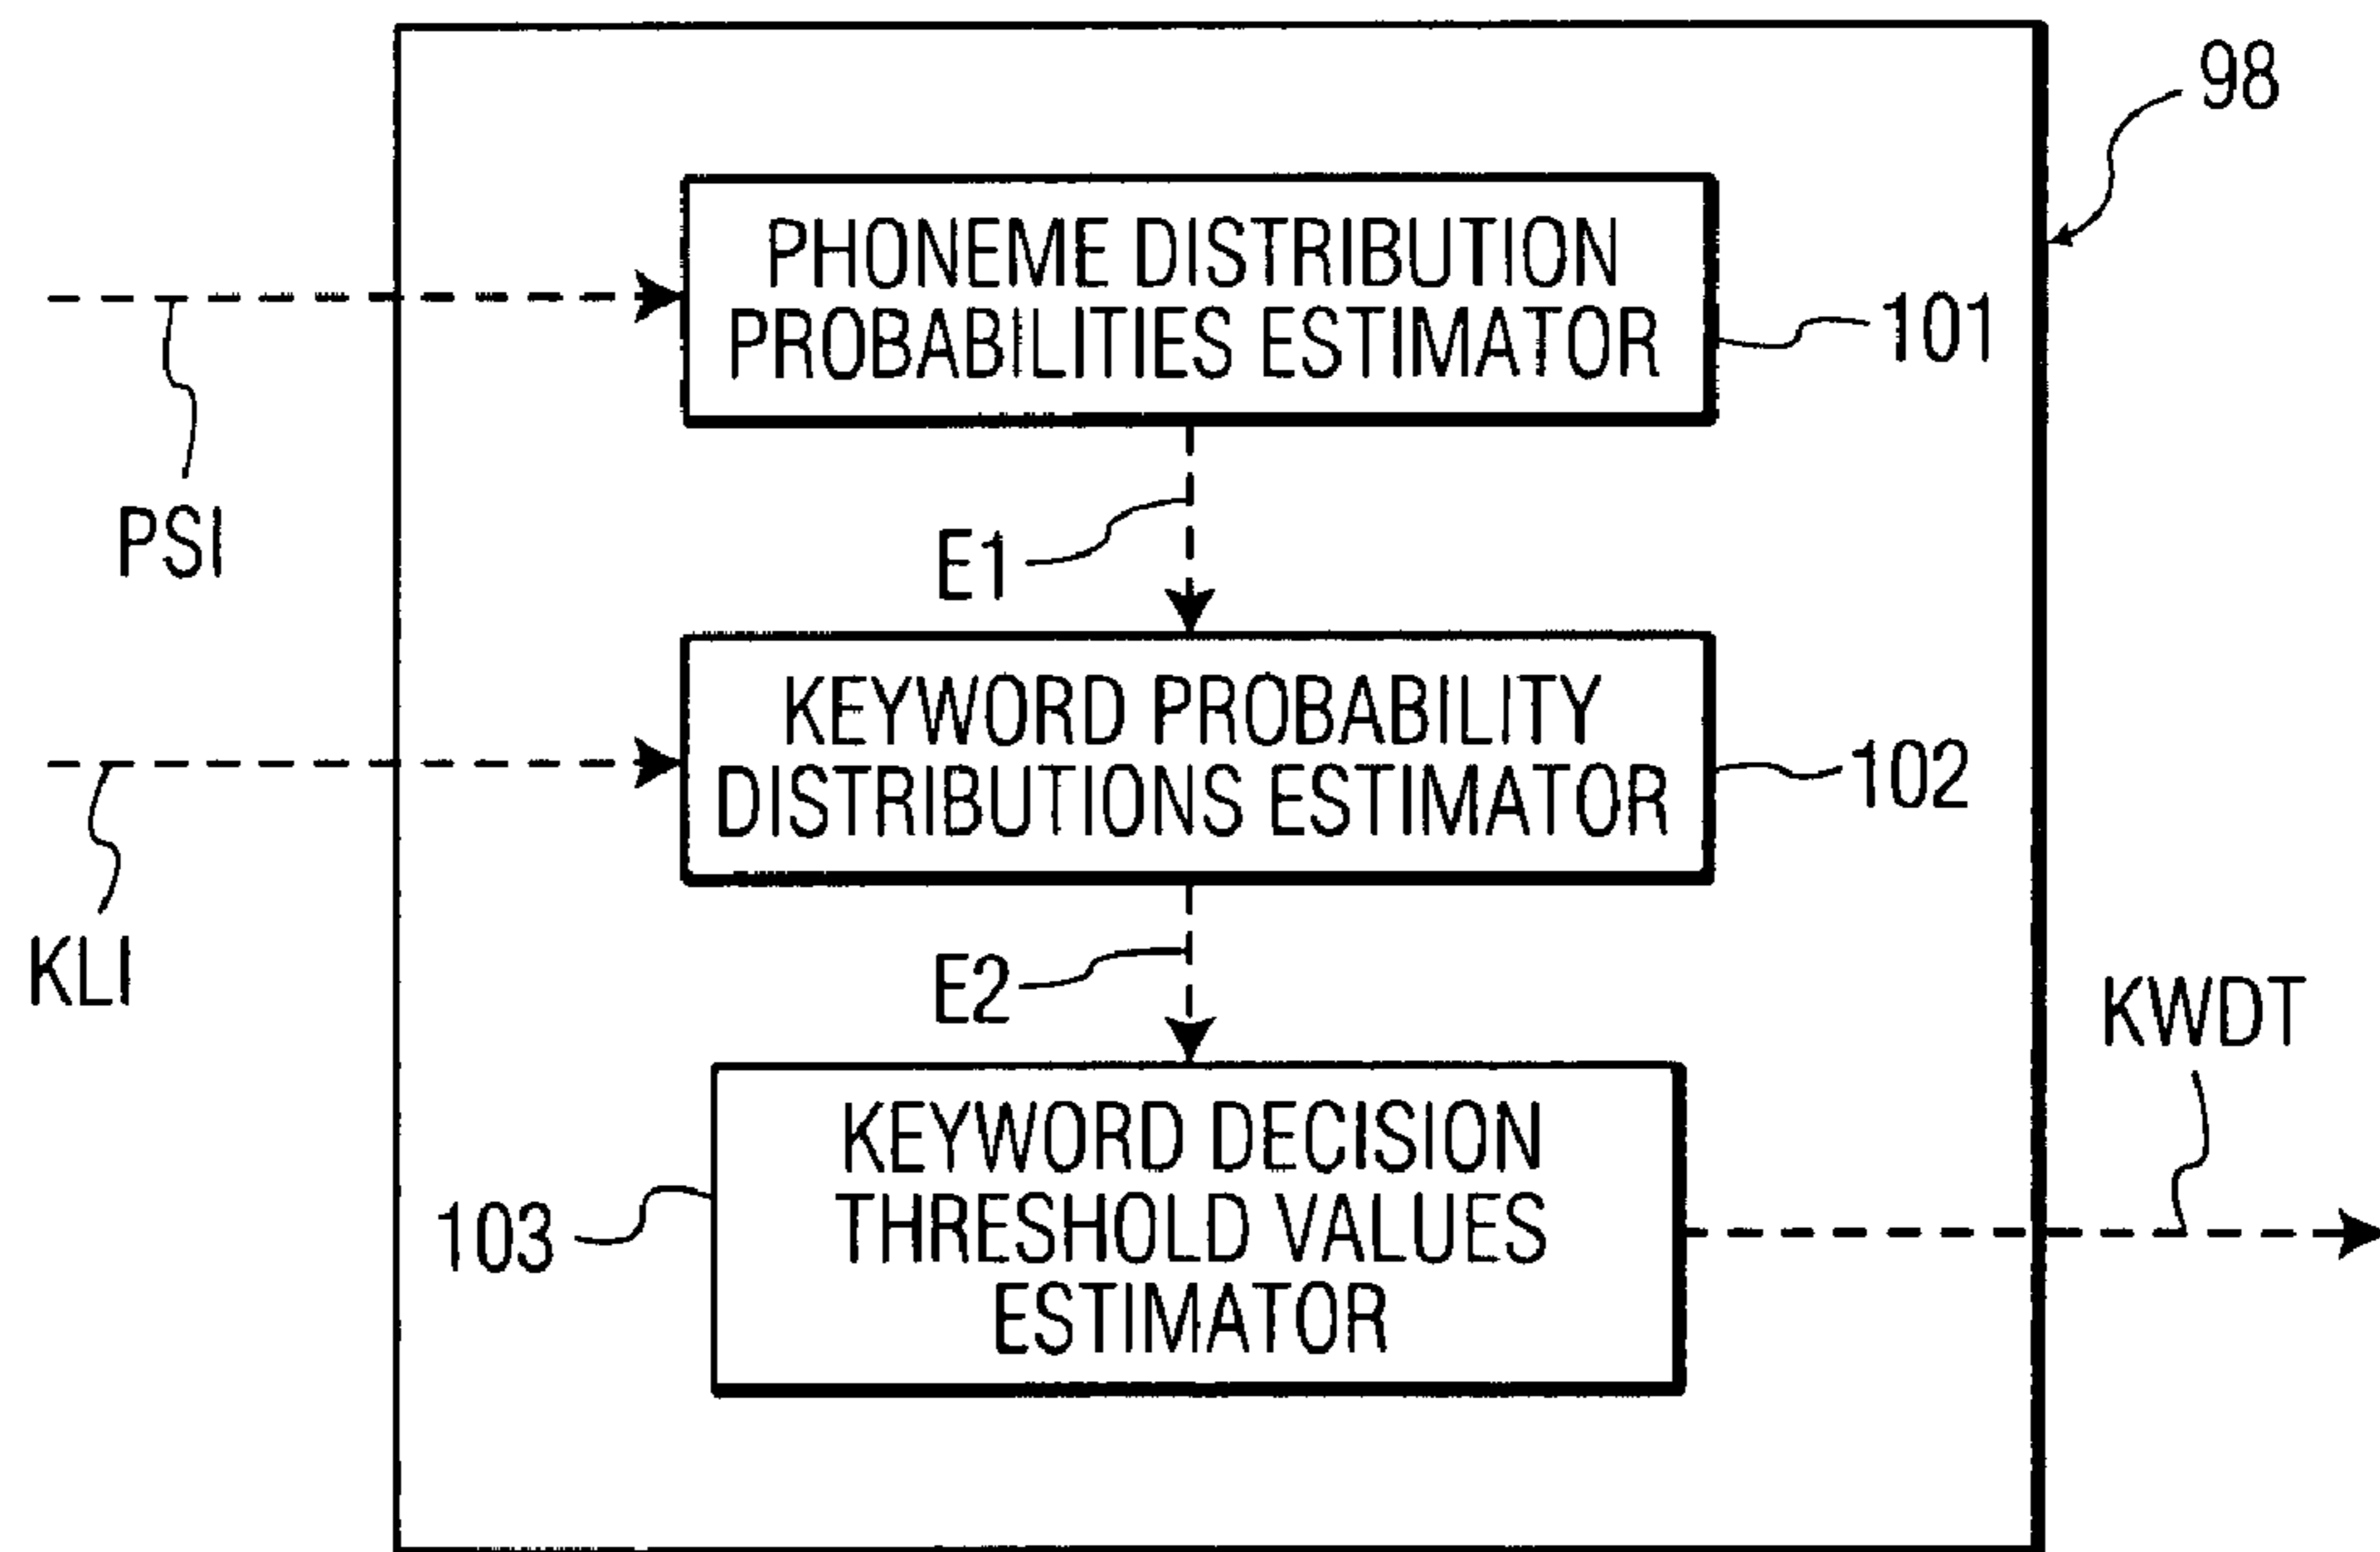 98
PHONEME DISTRIBUTION
PROBABILITIES ESTIMATOR
101
PSI
E1
KEYWORD PROBABILITY
DISTRIBUTIONS ESTIMATOR
102
KLI
E2
KWDT
KEYWORD DECISION
THRESHOLD VALUES
ESTIMATOR
103